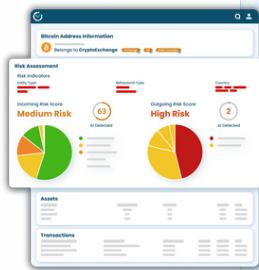 Bitcoin Address Information
Belongs to CryptoExchange
Risk Assessment
Risk Indicators
Entity Type
Behavioral Type
Country
Incoming Risk Score
Medium Risk
63
AI Detected
Outgoing Risk Score
High Risk
2
AI Detected
Assets
Transactions